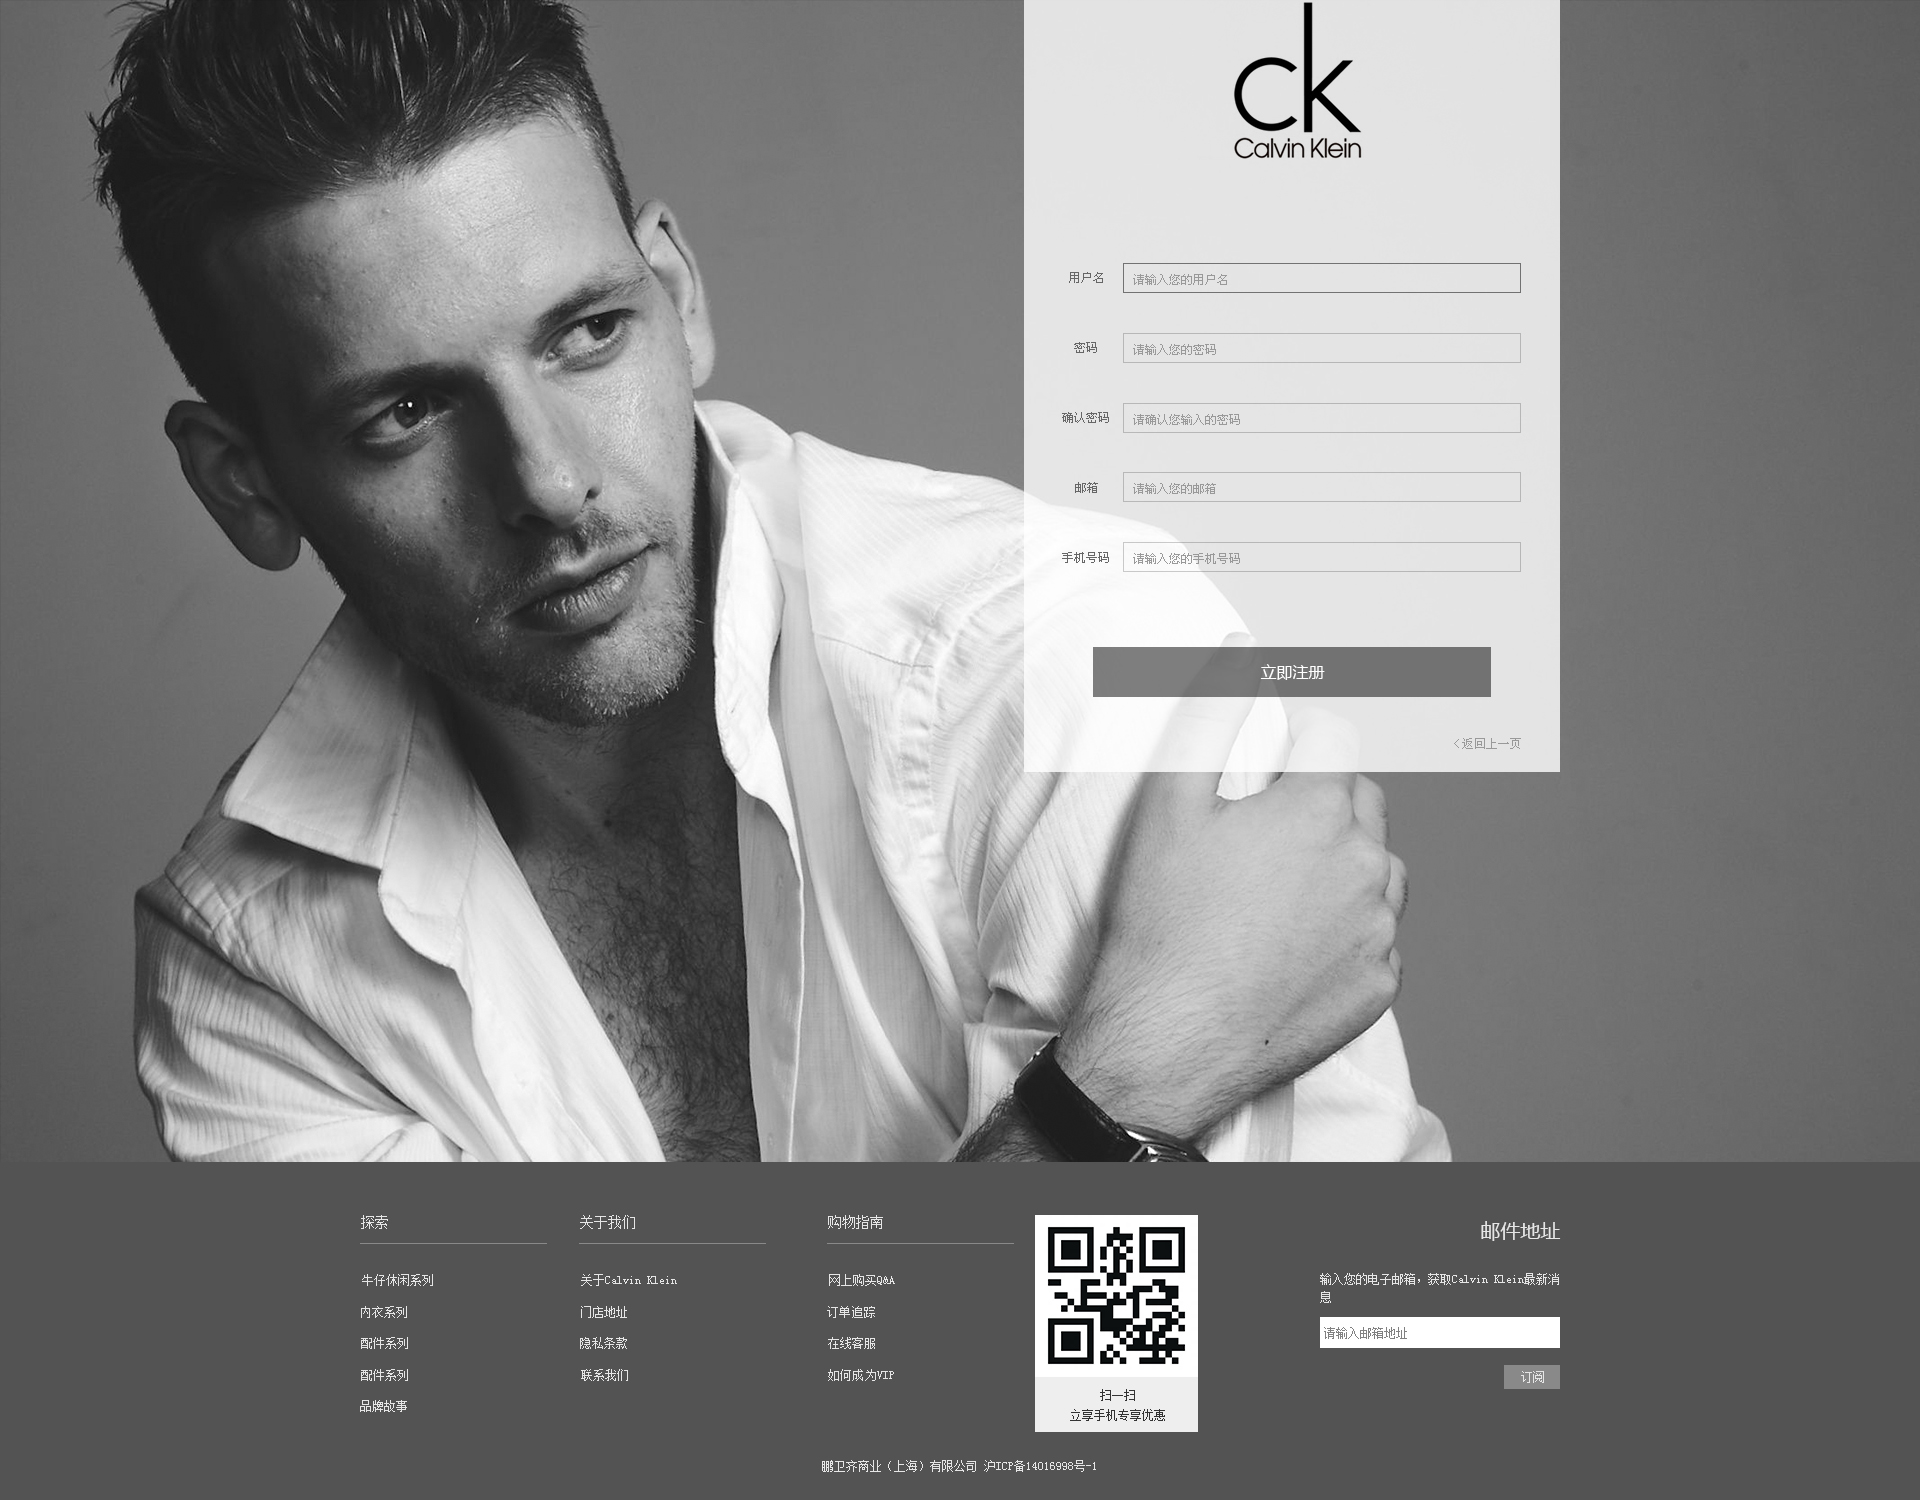 ck
Calvin Klein
用户名
请输入您的用户名
密码
请输入您的密码
确认密码
请确认您输入的密码
邮箱
请输入您的邮箱
手机号码
请输入您的手机号码
立即注册
<返回上一页
探索
牛仔休闲系列
内衣系列
配件系列
配件系列
品牌故事
关于我们
关于Calvin Klein
门店地址
隐私条款
联系我们
购物指南
网上购买Q&A
订单追踪
在线客服
如何成为VIP
扫一扫
立享手机专享优惠
邮件地址
输入您的电子邮箱，获取Calvin Klein最新消
息
请输入邮箱地址
订阅
鹏卫齐商业（上海）有限公司 沪ICP备14016998号-1